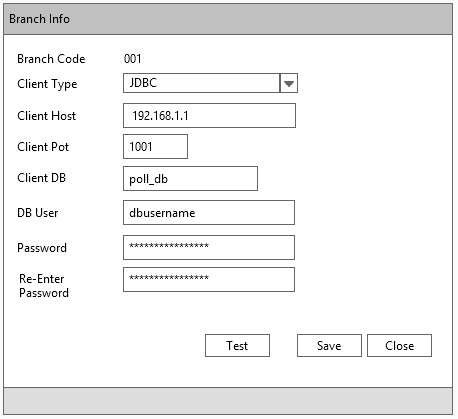 Branch Info
Branch Code 001
Client Type JDBC
Client Host 192.168.1.1
Client Pot 1001
Client DB poll_db
DB User dbusername
Password ****************
Re-Enter ****************
Password
Test Save Close